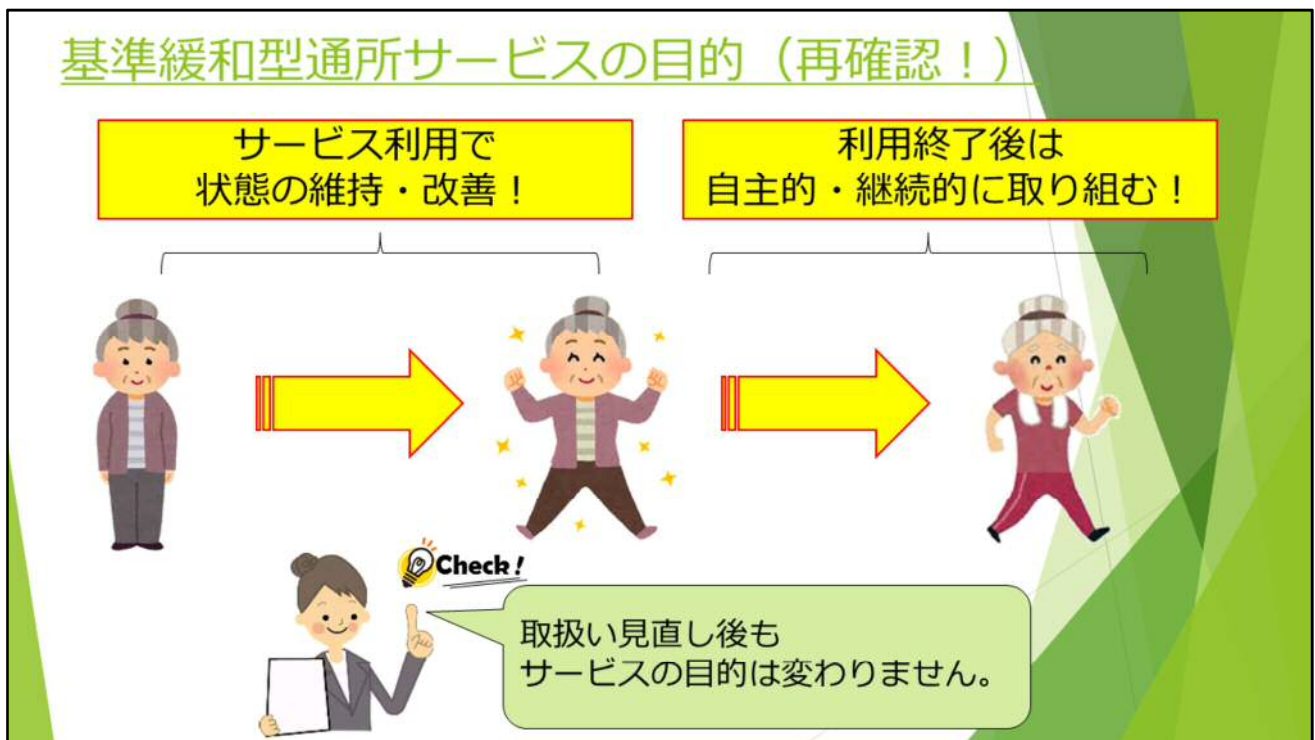 基準緩和型通所サービスの目的（再確認！）
サービス利用で
状態の維持・改善！
利用終了後は
自主的・継続的に取り組む！
Check!
取扱い見直し後も
サービスの目的は変わりません。